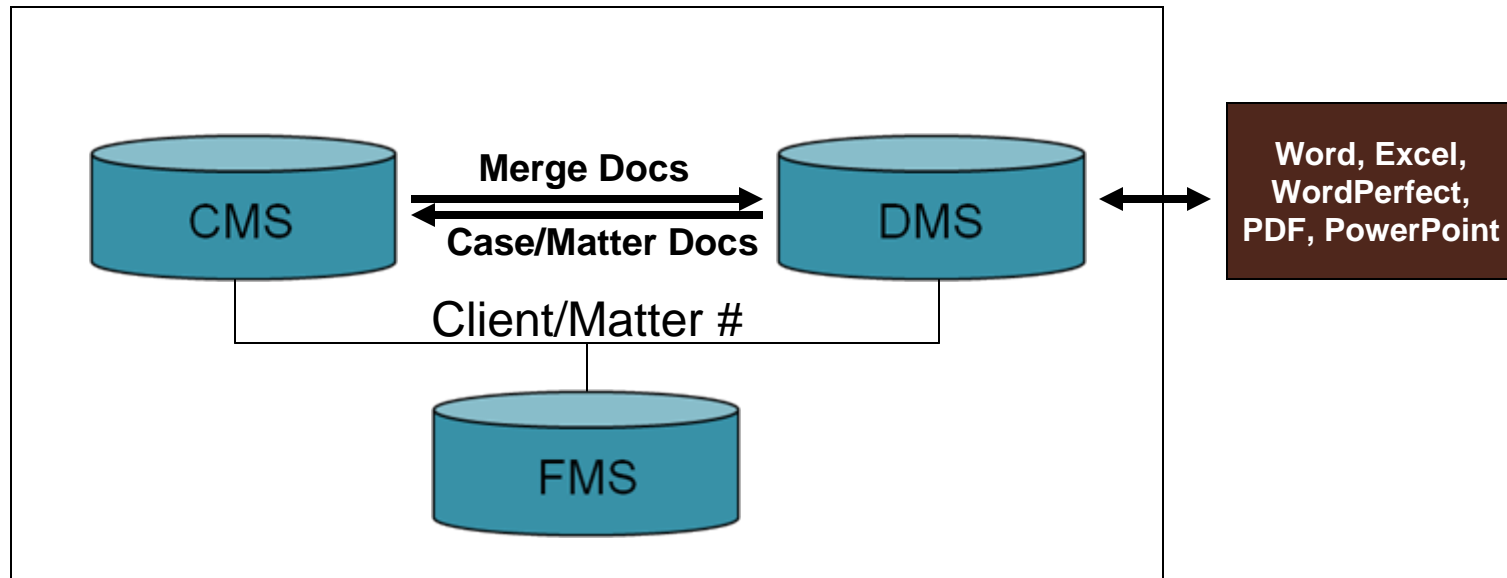 Merge Docs
CMS
DMS
Case/Matter Docs
Word, Excel,
WordPerfect,
PDF, PowerPoint
Client/Matter #
FMS